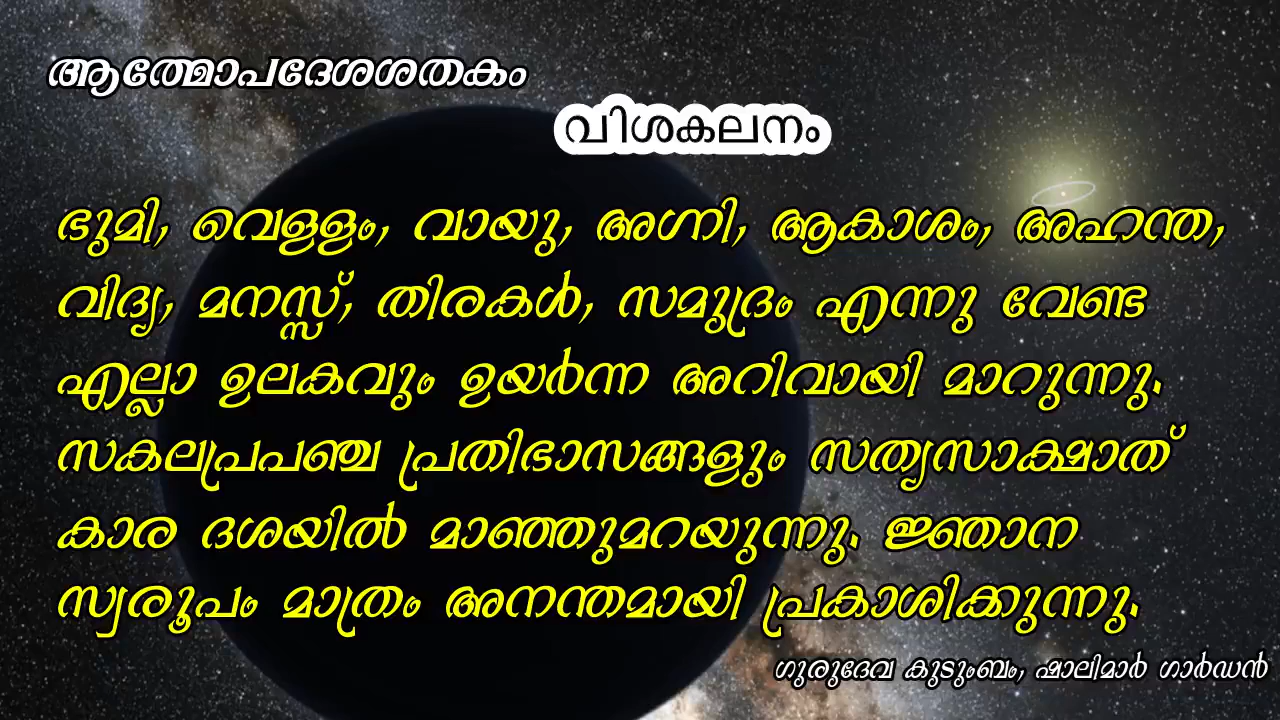 ആത്മോപദേശശതകം
വിശകലനം
ഭുമി, വെള്ളം, വായു, അഗ്നി, ആകാശം, അഹന്ത,
വിദ്യ, മനസ്സ്, തിരകൾ, സമുദ്രം എന്നു വേണ്ട
എല്ലാ ഉലകവും ഉയർന്ന അറിവായി മാറുന്നു.
സകലപ്രപഞ്ച പ്രതിഭാസങ്ങളും സത്യസാക്ഷാത്
കാര ദശയിൽ മാഞ്ഞുമറയുന്നു. ജ്ഞാന
സ്വരൂപം മാത്രം അനന്തമായി പ്രകാശിക്കുന്നു.
ഗുരുദേവ കുടുംബം, ഷാലിമാർ ഗാർഡൻ